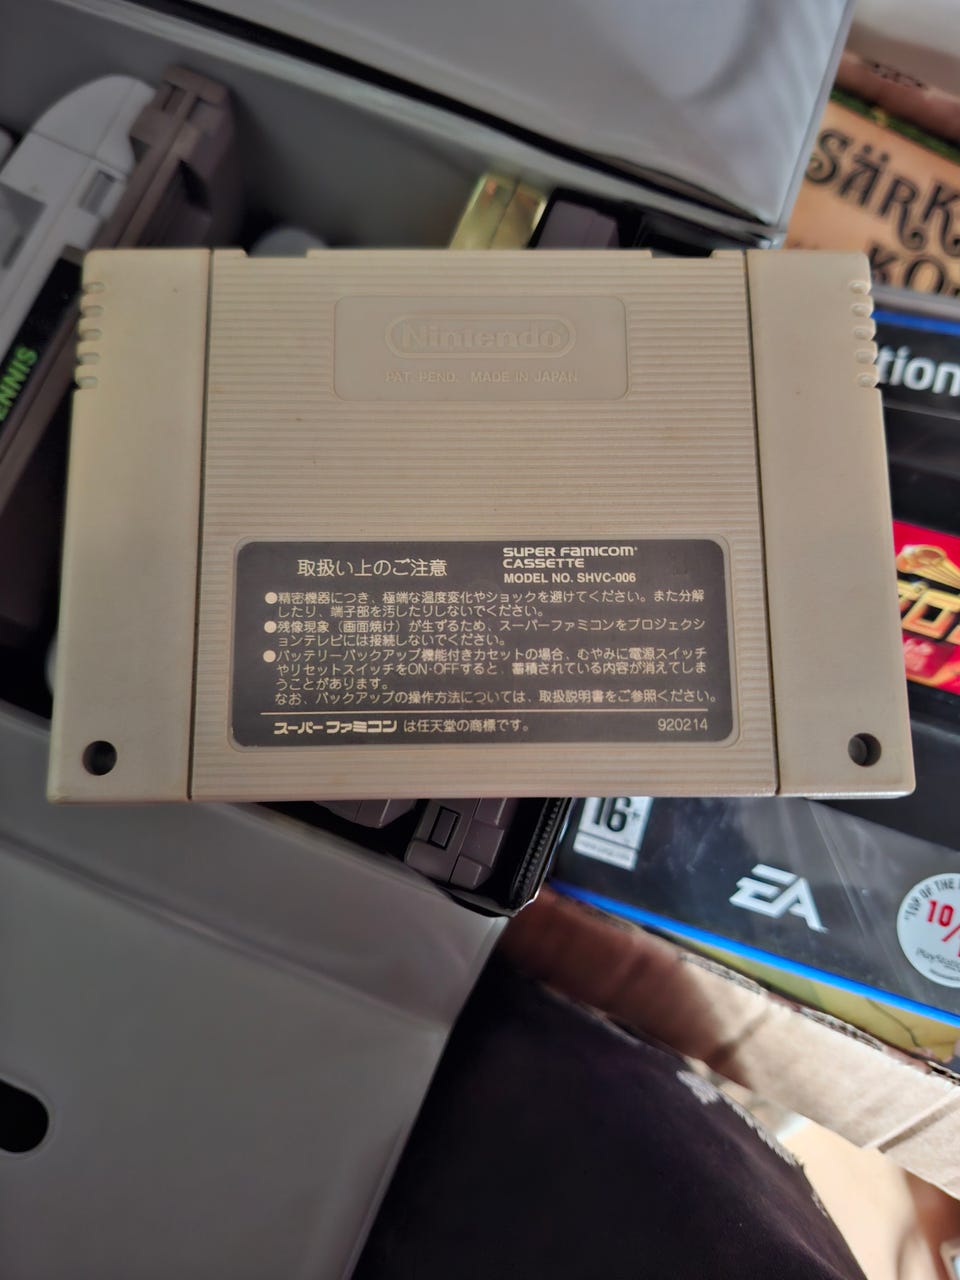 SÄRK
KO
ENNIS
tion
Nintendo
PAT. PEND. MADE IN JAPAN
取扱い上のご注意
SUPER FAMICOM
CASSETTE
MODEL NO. SHVC-006
●精密機器につき、極端な温度変化やショックを避けてください。また分解
したり、端子部を汚したりしないでください。
●残像現象（画面焼け）が生ずるため、スーパーファミコンをプロジェクシ
ョンテレビには接続しないでください。
●バッテリーバックアップ機能付きカセットの場合、むやみに電源スイッチ
やリセットスイッチをON・OFFすると、蓄積されている内容が消えてしま
うことがあります。
なお、バックアップの操作方法については、取扱説明書をご参照ください。
スーパーファミコン は任天堂の商標です。
920214
プロ
16+
EA
"TOP OF THE
10/
PlayStation